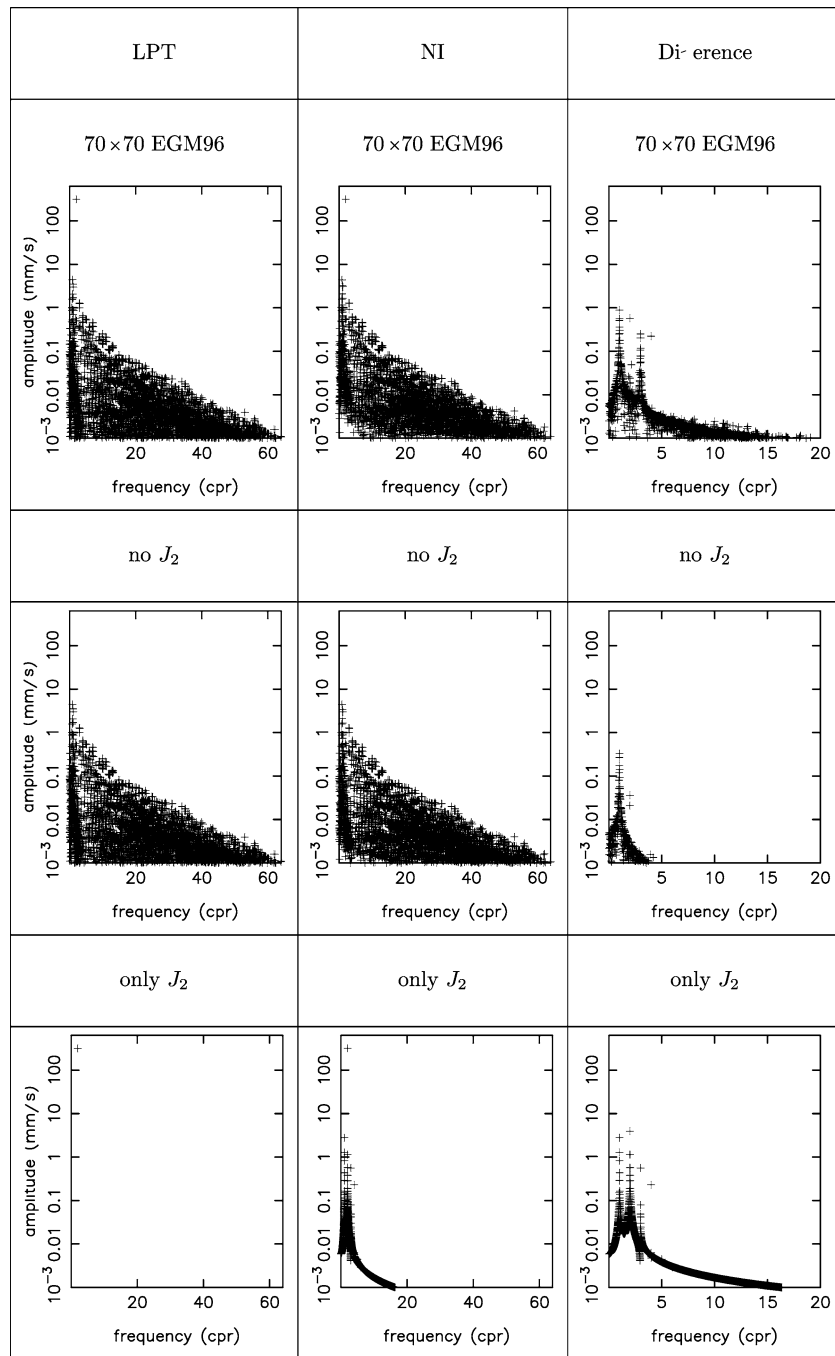 LPT NI Di- erence
70×70 EGM96 70×70 EGM96 70×70 EGM96
amplitude (mm/s)
100 100 100
10 10 10
1 1 1
0.1 0.1 0.1
0.01 0.01 0.01
10⁻³ 10⁻³ 10⁻³
20 40 60 20 40 60 5 10 15 20
frequency (cpr) frequency (cpr) frequency (cpr)
no J₂ no J₂ no J₂
amplitude (mm/s)
100 100 100
10 10 10
1 1 1
0.1 0.1 0.1
0.01 0.01 0.01
10⁻³ 10⁻³ 10⁻³
20 40 60 20 40 60 5 10 15 20
frequency (cpr) frequency (cpr) frequency (cpr)
only J₂ only J₂ only J₂
amplitude (mm/s)
100 100 100
10 10 10
1 1 1
0.1 0.1 0.1
0.01 0.01 0.01
10⁻³ 10⁻³ 10⁻³
20 40 60 20 40 60 5 10 15 20
frequency (cpr) frequency (cpr) frequency (cpr)